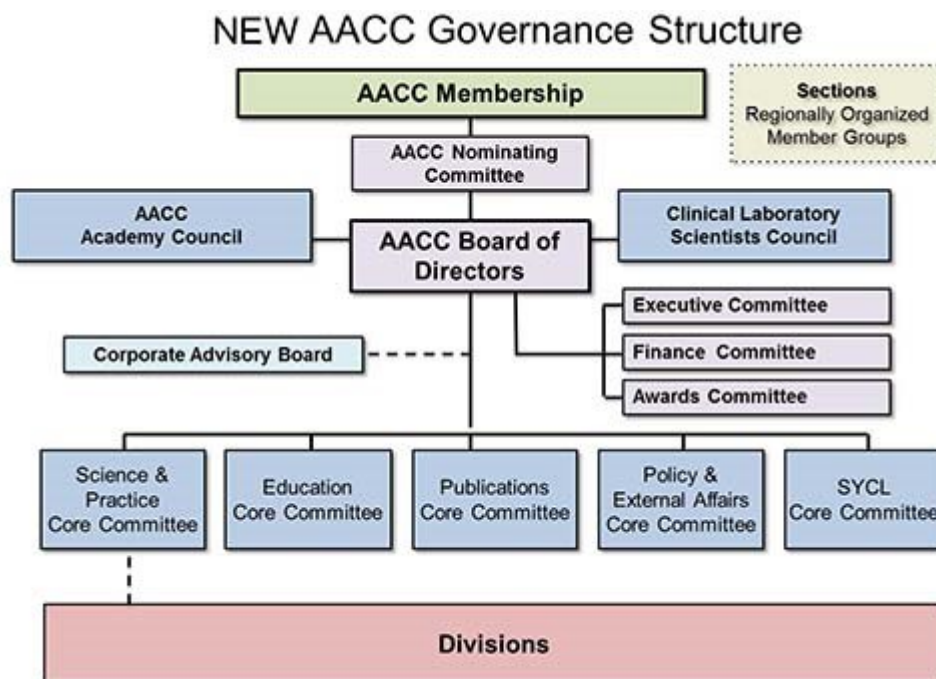 NEW AACC Governance Structure
AACC Membership
Sections
Regionally Organized
Member Groups
AACC Nominating
Committee
AACC
Academy Council
AACC Board of
Directors
Clinical Laboratory
Scientists Council
Executive Committee
Corporate Advisory Board
Finance Committee
Awards Committee
Science &
Practice
Core Committee
Education
Core Committee
Publications
Core Committee
Policy &
External Affairs
Core Committee
SYCL
Core Committee
Divisions